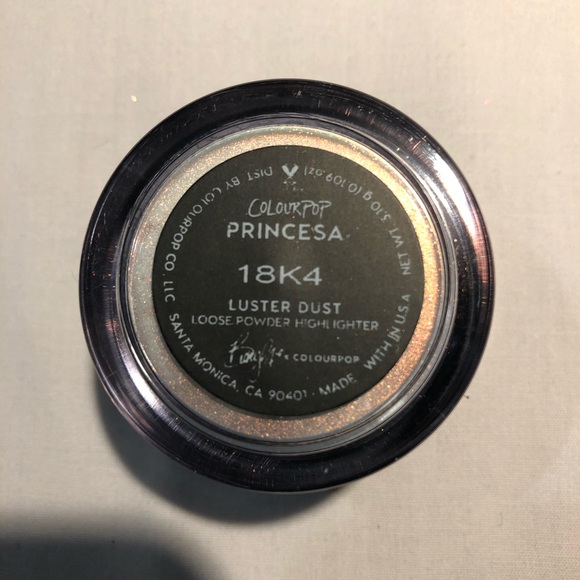 COLOURPOP
PRINCESA
18K4
LUSTER DUST
LOOSE POWDER HIGHLIGHTER
x COLOURPOP
DIST. BY COLOURPOP CO. LLC SANTA MONICA, CA 90401 · MADE WITH IN U.S.A NET WT. 3.10 g (0.109 oz)